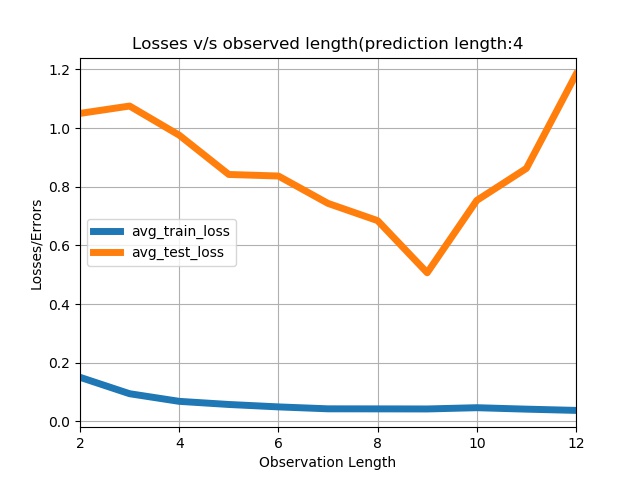 Losses v/s observed length(prediction length:4
1.2
1.0
0.8
0.6
0.4
0.2
0.0
Losses/Errors
avg_train_loss
avg_test_loss
2 4 6 8 10 12
Observation Length